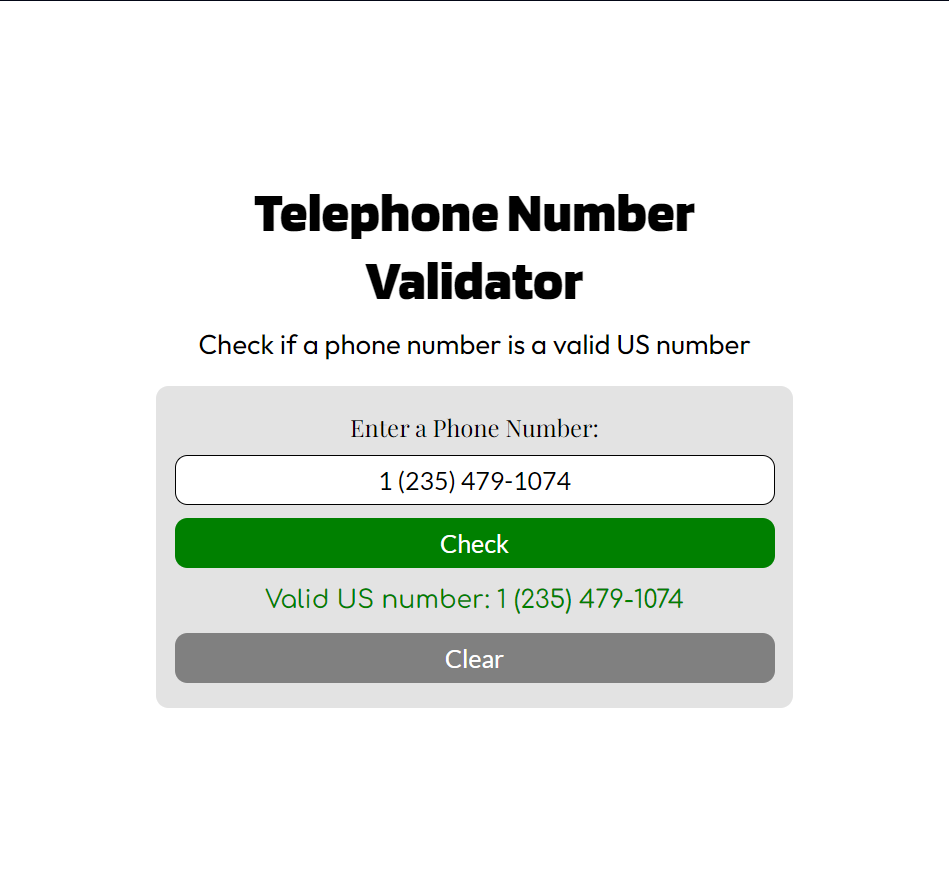 Telephone Number
Validator
Check if a phone number is a valid US number
Enter a Phone Number:
1 (235) 479-1074
Check
Valid US number: 1 (235) 479-1074
Clear